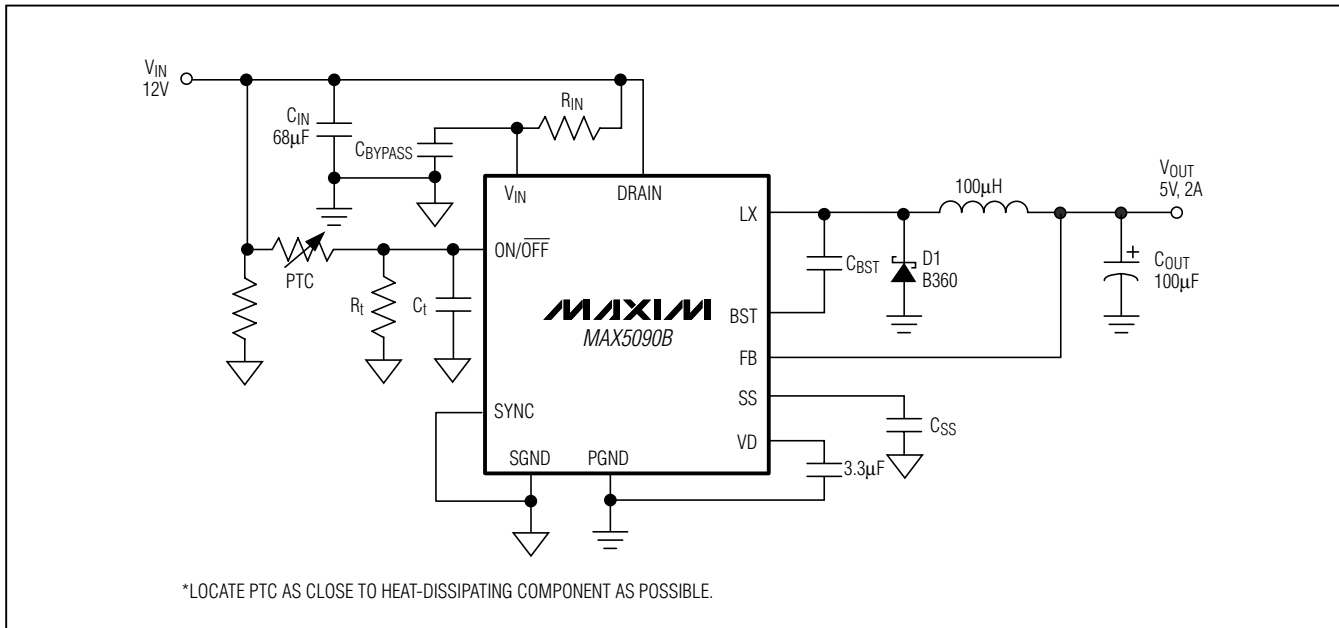 VIN
12V
CIN
68μF
CBYPASS
RIN
VIN
DRAIN
PTC
Rt
Ct
ON/O̅F̅F̅
MAXIM
MAX5090B
SYNC
SGND
PGND
LX
BST
FB
SS
VD
CBST
D1
B360
100μH
VOUT
5V, 2A
COUT
100μF
+
CSS
3.3μF
*LOCATE PTC AS CLOSE TO HEAT-DISSIPATING COMPONENT AS POSSIBLE.